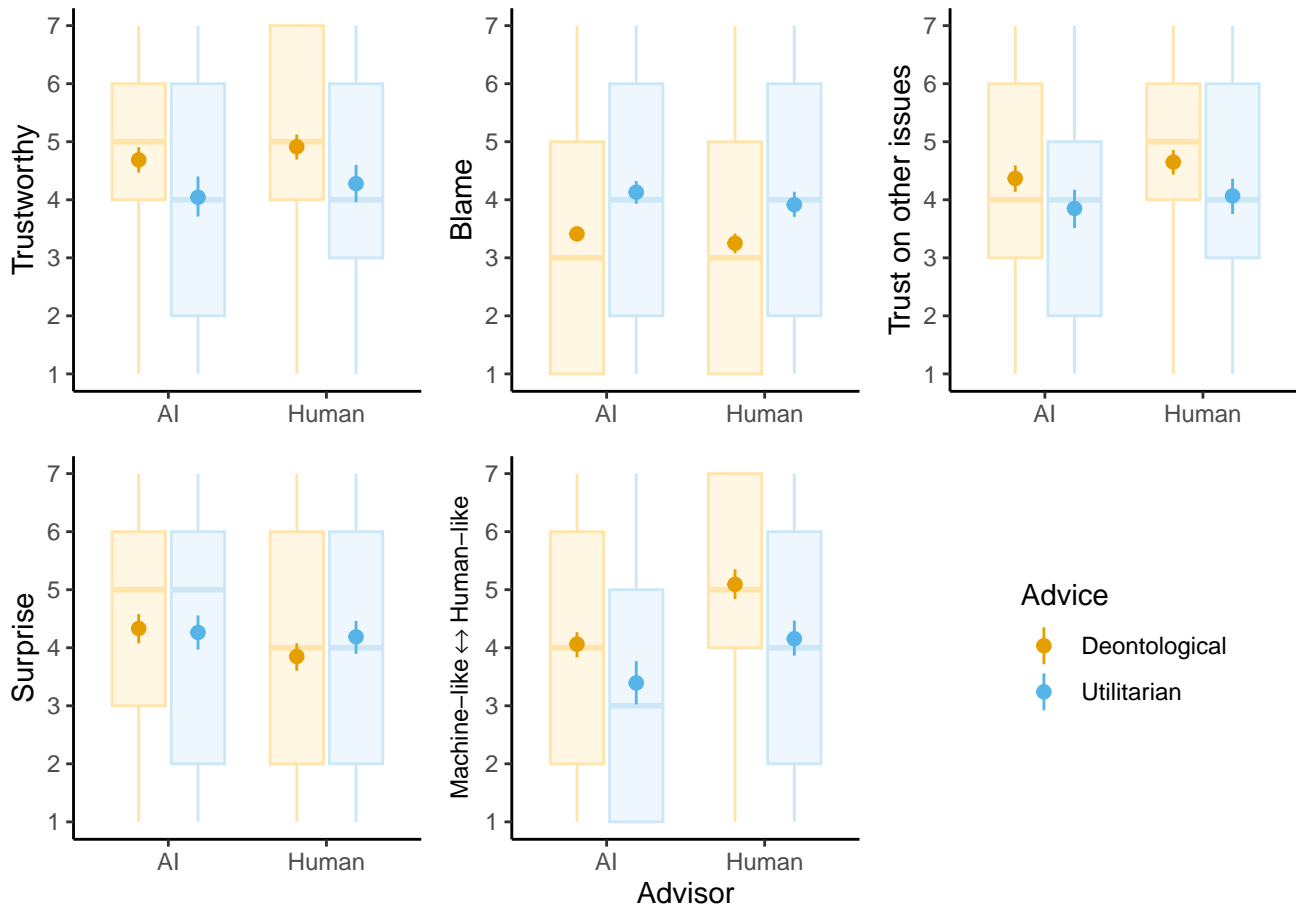 Trustworthy
7
6
5
4
3
2
1
AI
Human
Blame
7
6
5
4
3
2
1
AI
Human
Trust on other issues
7
6
5
4
3
2
1
AI
Human
Surprise
7
6
5
4
3
2
1
AI
Human
Machine−like ↔ Human−like
7
6
5
4
3
2
1
AI
Human
Advisor
Advice
Deontological
Utilitarian